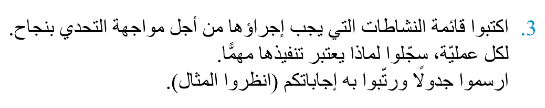 3. اكتبوا قائمة النشاطات التي يجب إجراؤها من أجل مواجهة التحدي بنجاح.
لكل عمليّة، سجّلوا لماذا يعتبر تنفيذها مهمًّا.
ارسموا جدولًا ورتّبوا به إجاباتكم (انظروا المثال).